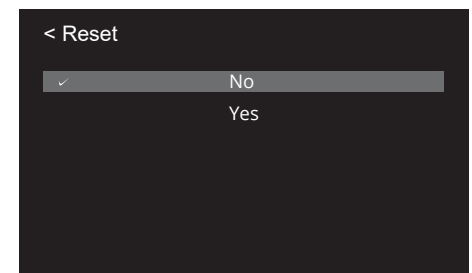 < Reset
✓ No
Yes